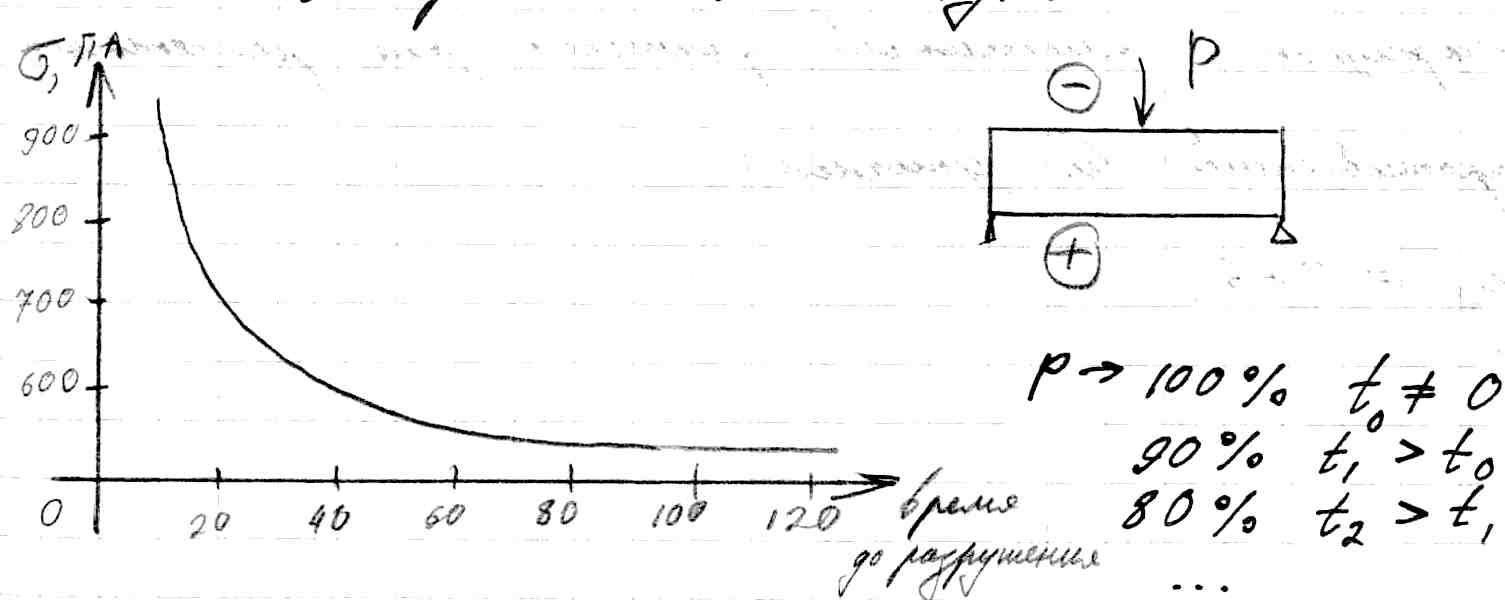 σ, ПА
900
800
700
600
0
20 40 60 80 100 120
время
до разрушения
− P
+
P → 100% t₀ ≠ 0
90% t₁ > t₀
80% t₂ > t₁
...